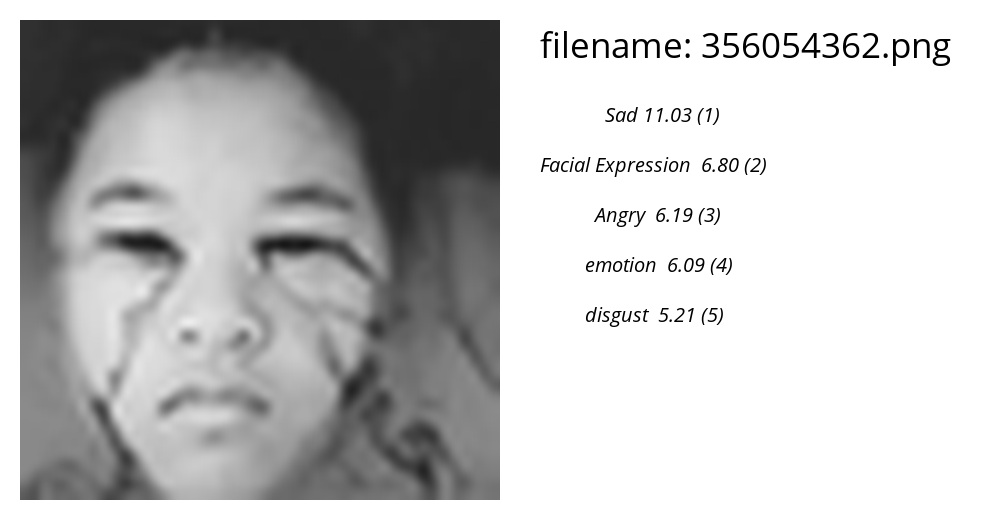 filename: 356054362.png
Sad 11.03 (1)
Facial Expression 6.80 (2)
Angry 6.19 (3)
emotion 6.09 (4)
disgust 5.21 (5)